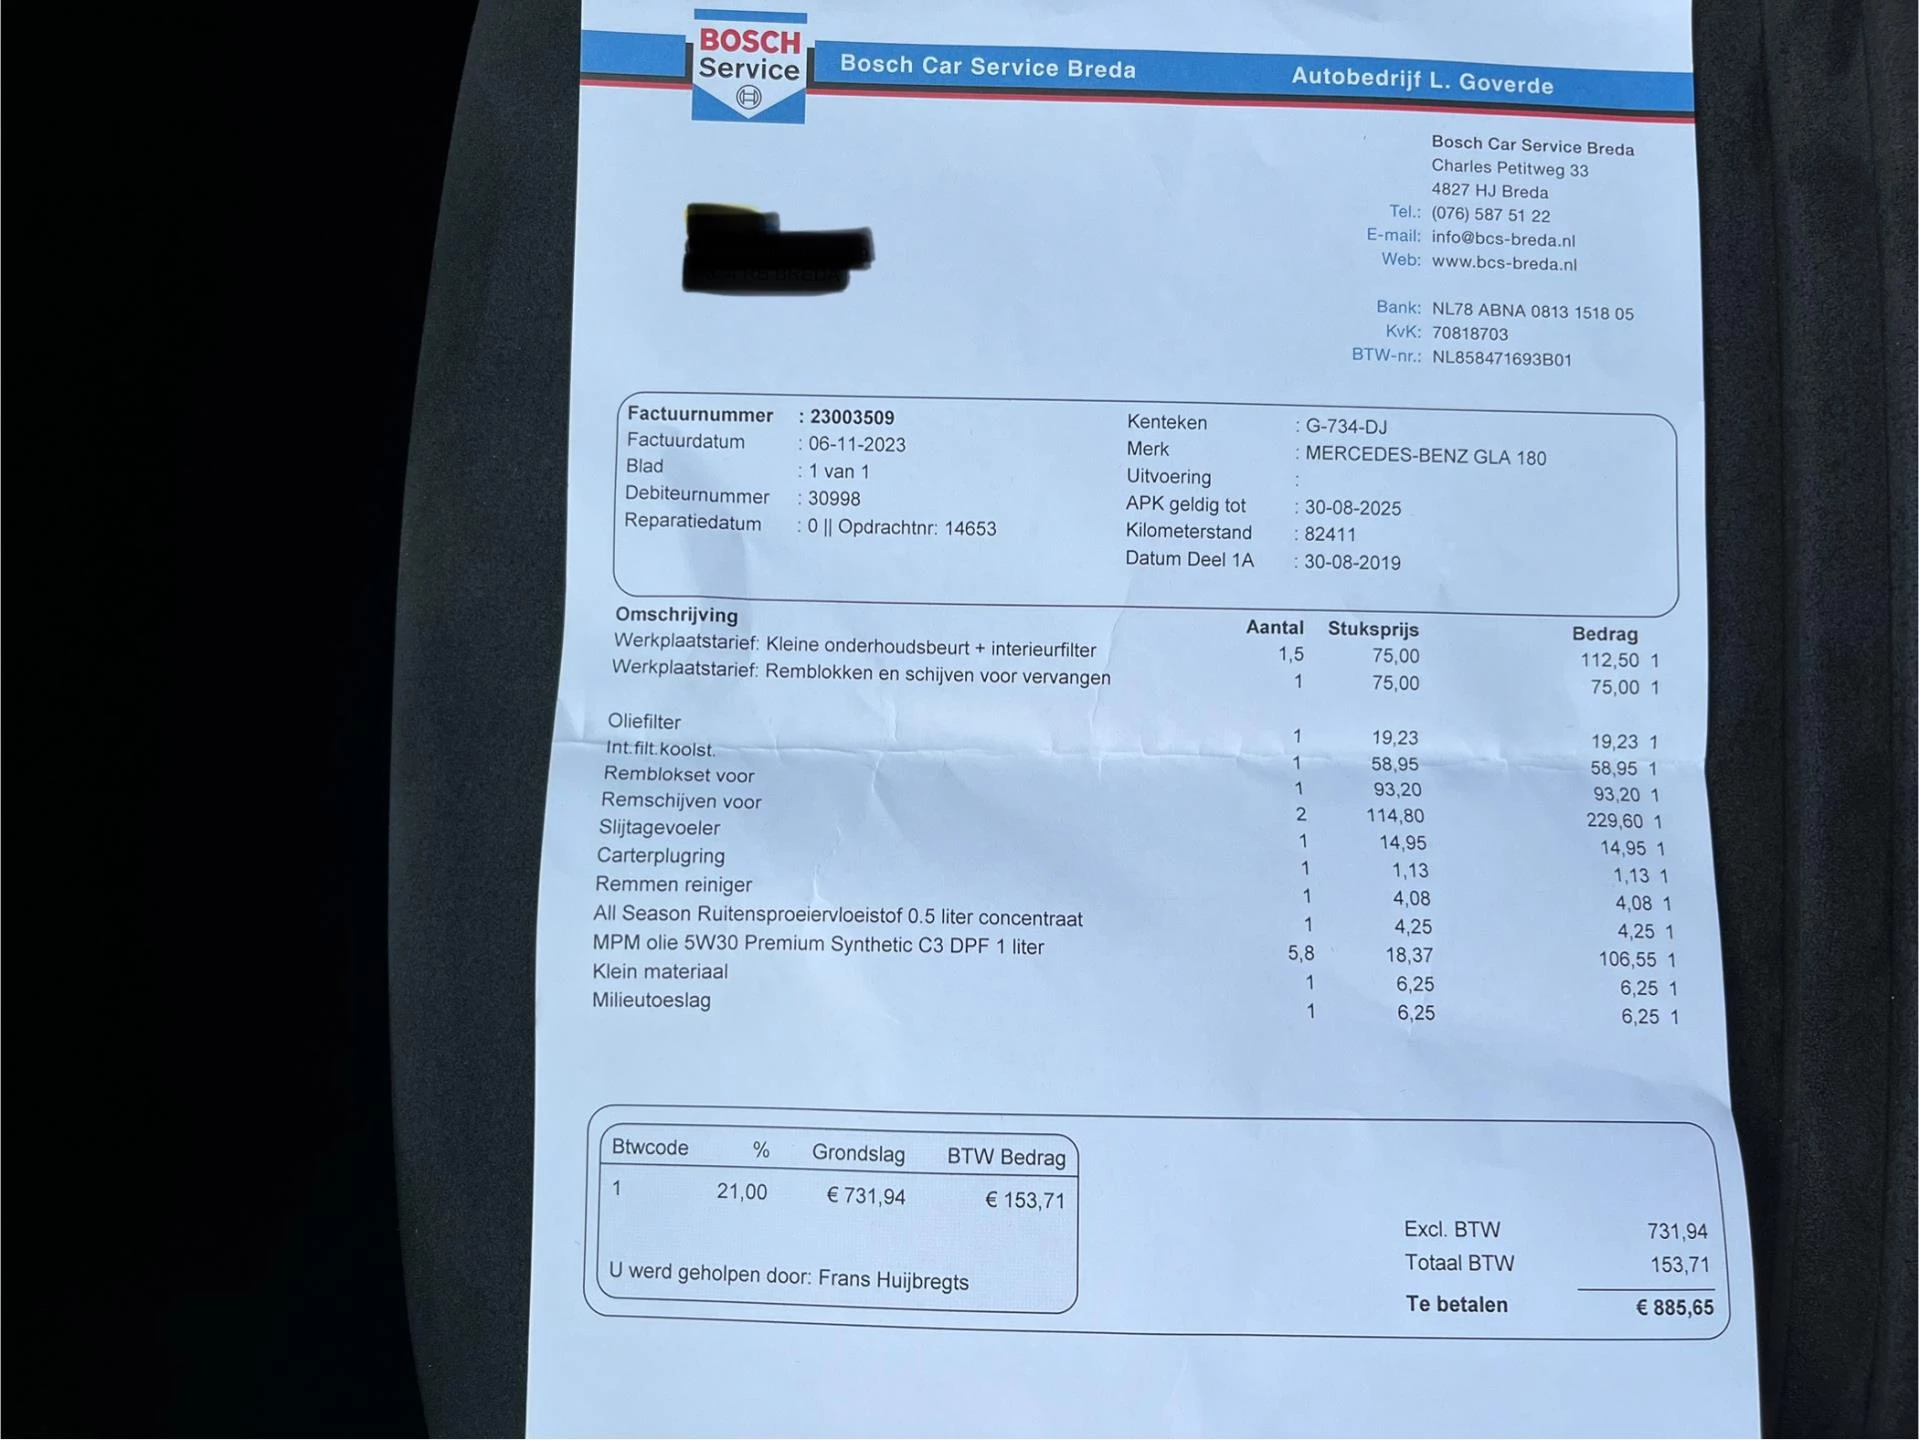 BOSCH
Service
Bosch Car Service Breda
Autobedrijf L. Goverde
Bosch Car Service Breda
Charles Petitweg 33
4827 HJ Breda
Tel.: (076) 587 51 22
E-mail: info@bcs-breda.nl
Web: www.bcs-breda.nl
Bank: NL78 ABNA 0813 1518 05
KvK: 70818703
BTW-nr.: NL858471693B01
Factuurnummer : 23003509
Factuurdatum : 06-11-2023
Blad : 1 van 1
Debiteurnummer : 30998
Reparatiedatum : 0 || Opdrachtnr: 14653
Kenteken : G-734-DJ
Merk : MERCEDES-BENZ GLA 180
Uitvoering :
APK geldig tot : 30-08-2025
Kilometerstand : 82411
Datum Deel 1A : 30-08-2019
Omschrijving Aantal Stuksprijs Bedrag
Werkplaatstarief: Kleine onderhoudsbeurt + interieurfilter 1,5 75,00 112,50 1
Werkplaatstarief: Remblokken en schijven voor vervangen 1 75,00 75,00 1
Oliefilter 1 19,23 19,23 1
Int.filt.koolst. 1 58,95 58,95 1
Remblokset voor 1 93,20 93,20 1
Remschijven voor 2 114,80 229,60 1
Slijtagevoeler 1 14,95 14,95 1
Carterplugring 1 1,13 1,13 1
Remmen reiniger 1 4,08 4,08 1
All Season Ruitensproeiervloeistof 0.5 liter concentraat 1 4,25 4,25 1
MPM olie 5W30 Premium Synthetic C3 DPF 1 liter 5,8 18,37 106,55 1
Klein materiaal 1 6,25 6,25 1
Milieutoeslag 1 6,25 6,25 1
Btwcode % Grondslag BTW Bedrag
1 21,00 € 731,94 € 153,71
U werd geholpen door: Frans Huijbregts
Excl. BTW 731,94
Totaal BTW 153,71
Te betalen € 885,65